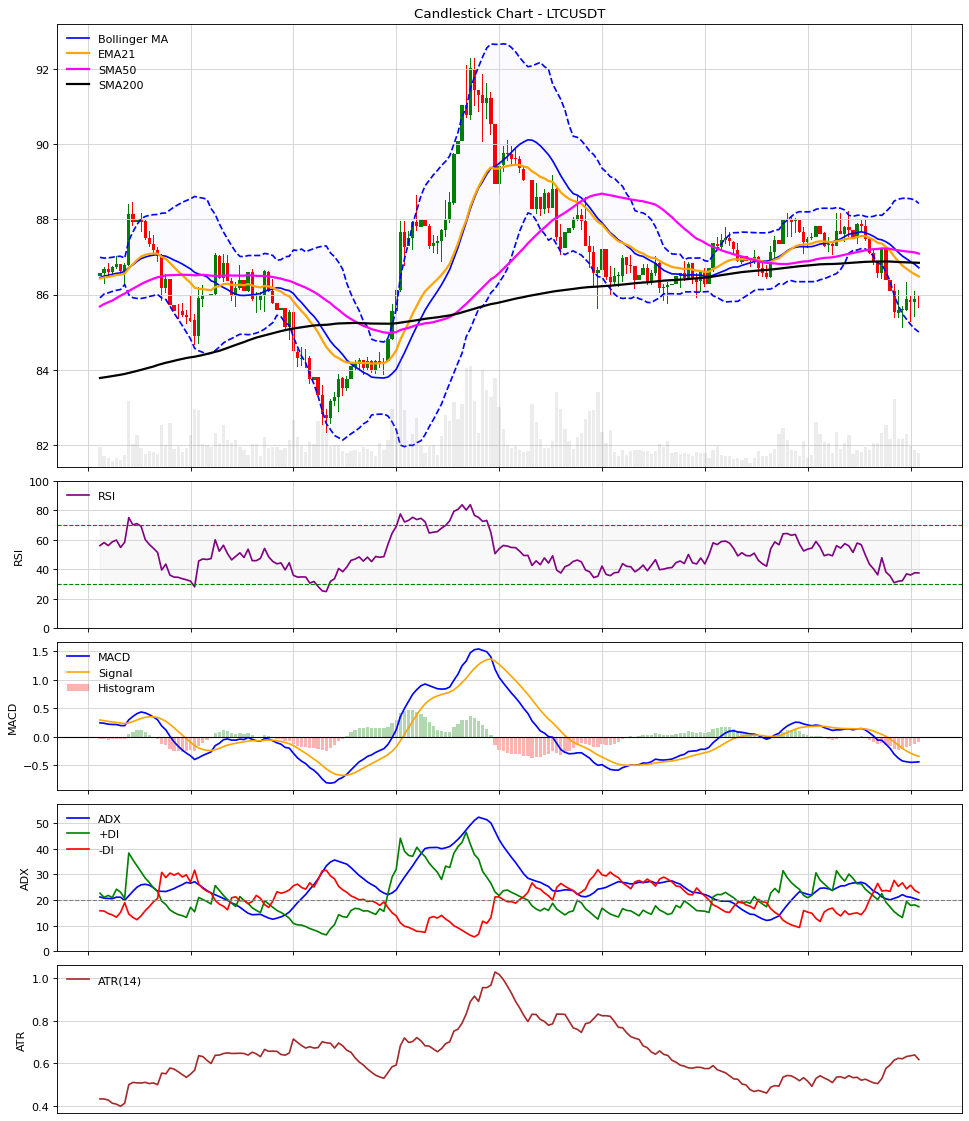 Candlestick Chart - LTCUSDT
Bollinger MA
EMA21
SMA50
SMA200
92
90
88
86
84
82
RSI
RSI
100
80
60
40
20
0
MACD
MACD
Signal
Histogram
1.5
1.0
0.5
0.0
−0.5
ADX
ADX
+DI
-DI
50
40
30
20
10
0
ATR
ATR(14)
1.0
0.8
0.6
0.4